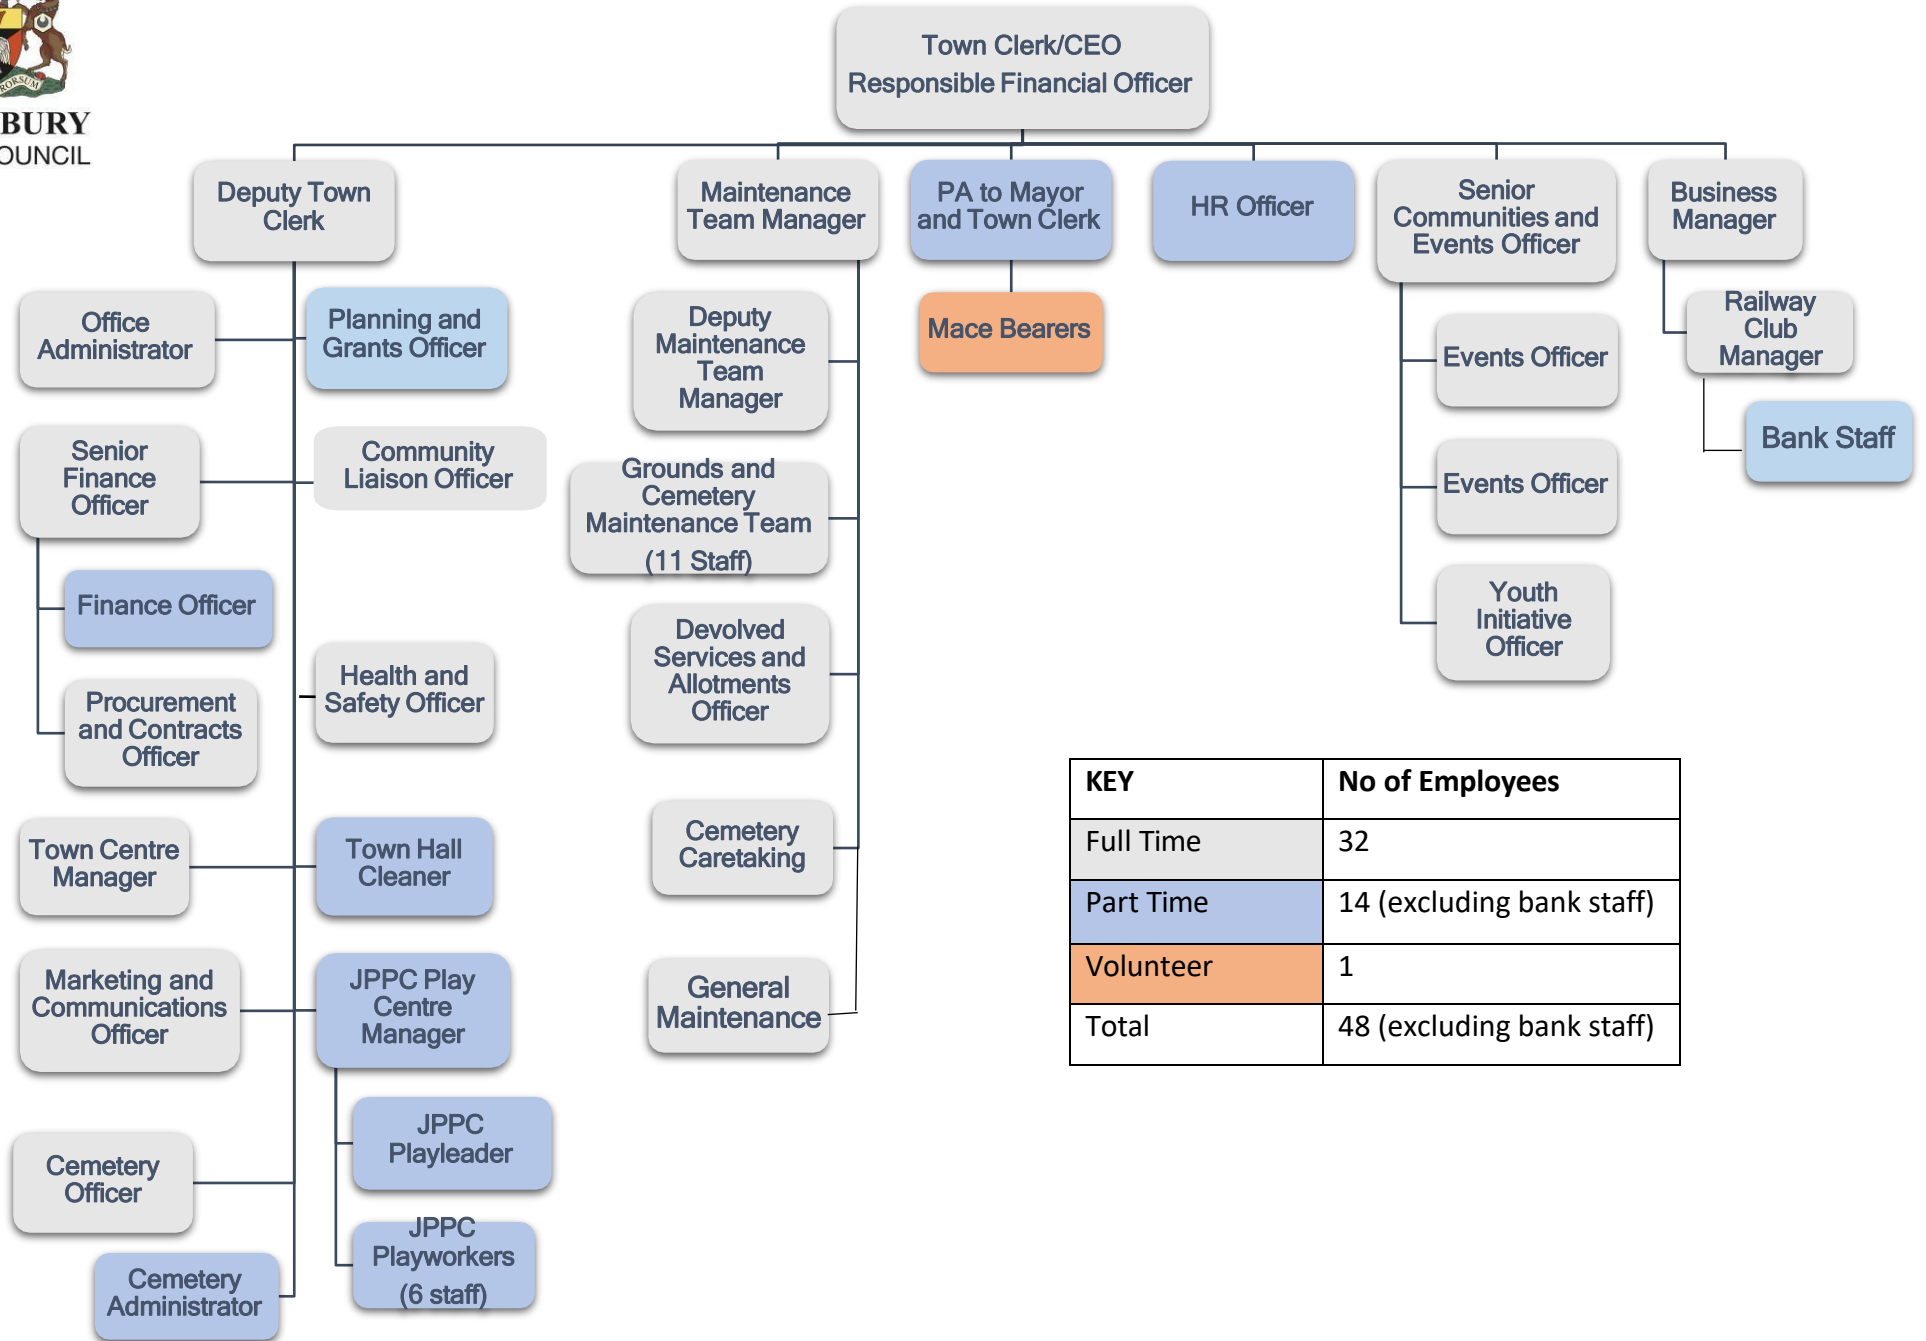 RORSUM
BURY
OUNCIL
Town Clerk/CEO
Responsible Financial Officer
Deputy Town
Clerk
Maintenance
Team Manager
PA to Mayor
and Town Clerk
HR Officer
Senior
Communities and
Events Officer
Business
Manager
Office
Administrator
Planning and
Grants Officer
Senior
Finance
Officer
Community
Liaison Officer
Finance Officer
Procurement
and Contracts
Officer
Health and
Safety Officer
Town Centre
Manager
Town Hall
Cleaner
Marketing and
Communications
Officer
JPPC Play
Centre
Manager
JPPC
Playleader
Cemetery
Officer
JPPC
Playworkers
(6 staff)
Cemetery
Administrator
Deputy
Maintenance
Team
Manager
Grounds and
Cemetery
Maintenance Team
(11 Staff)
Devolved
Services and
Allotments
Officer
Cemetery
Caretaking
General
Maintenance
Mace Bearers
Events Officer
Events Officer
Youth
Initiative
Officer
Railway
Club
Manager
Bank Staff
KEY No of Employees
Full Time 32
Part Time 14 (excluding bank staff)
Volunteer 1
Total 48 (excluding bank staff)